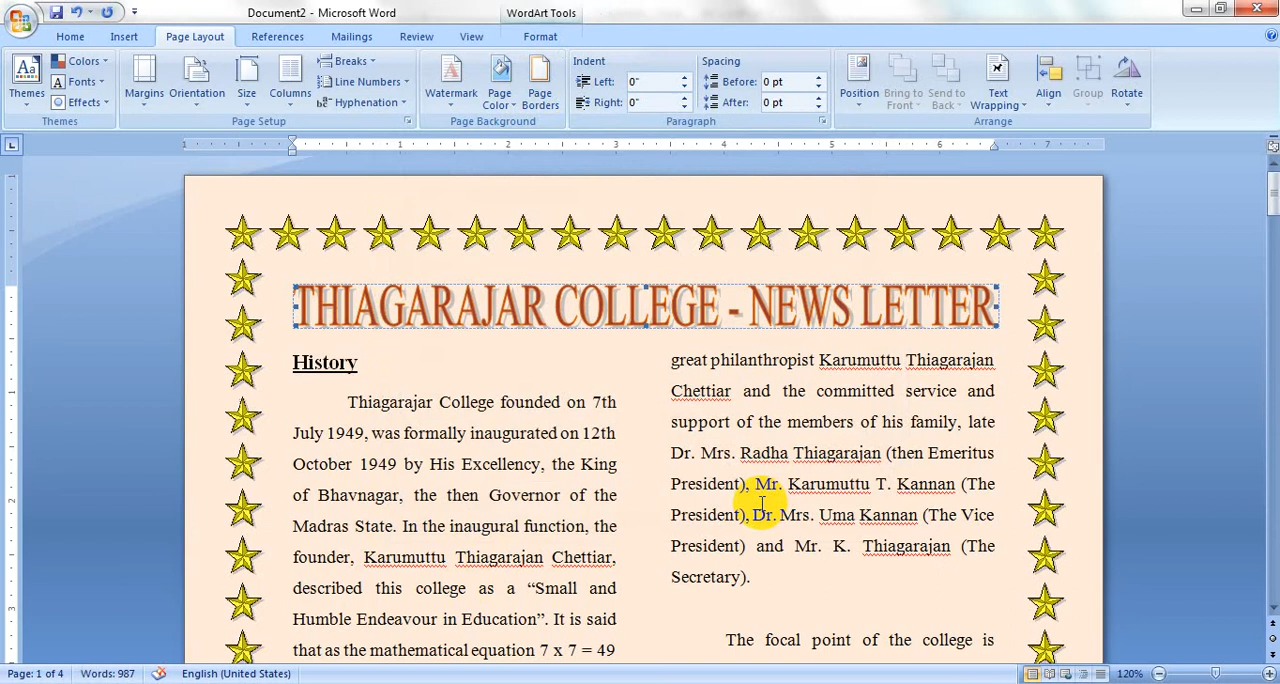 Document2 - Microsoft Word
WordArt Tools
Home
Insert
Page Layout
References
Mailings
Review
View
Format
Themes
Colors
Fonts
Effects
Themes
Margins
Orientation
Size
Columns
Breaks
Line Numbers
Hyphenation
Page Setup
Watermark
Page Color
Page Borders
Page Background
Indent
Left: 0"
Right: 0"
Spacing
Before: 0 pt
After: 0 pt
Paragraph
Position
Bring to Front
Send to Back
Text Wrapping
Align
Group
Rotate
Arrange
1 1 2 3 4 5 6 7
THIAGARAJAR COLLEGE - NEWS LETTER
History
Thiagarajar College founded on 7th
July 1949, was formally inaugurated on 12th
October 1949 by His Excellency, the King
of Bhavnagar, the then Governor of the
Madras State. In the inaugural function, the
founder, Karumuttu Thiagarajan Chettiar,
described this college as a “Small and
Humble Endeavour in Education”. It is said
that as the mathematical equation 7 x 7 = 49
great philanthropist Karumuttu Thiagarajan
Chettiar and the committed service and
support of the members of his family, late
Dr. Mrs. Radha Thiagarajan (then Emeritus
President), Mr. Karumuttu T. Kannan (The
President), Dr. Mrs. Uma Kannan (The Vice
President) and Mr. K. Thiagarajan (The
Secretary).
The focal point of the college is
Page: 1 of 4
Words: 987
English (United States)
120%